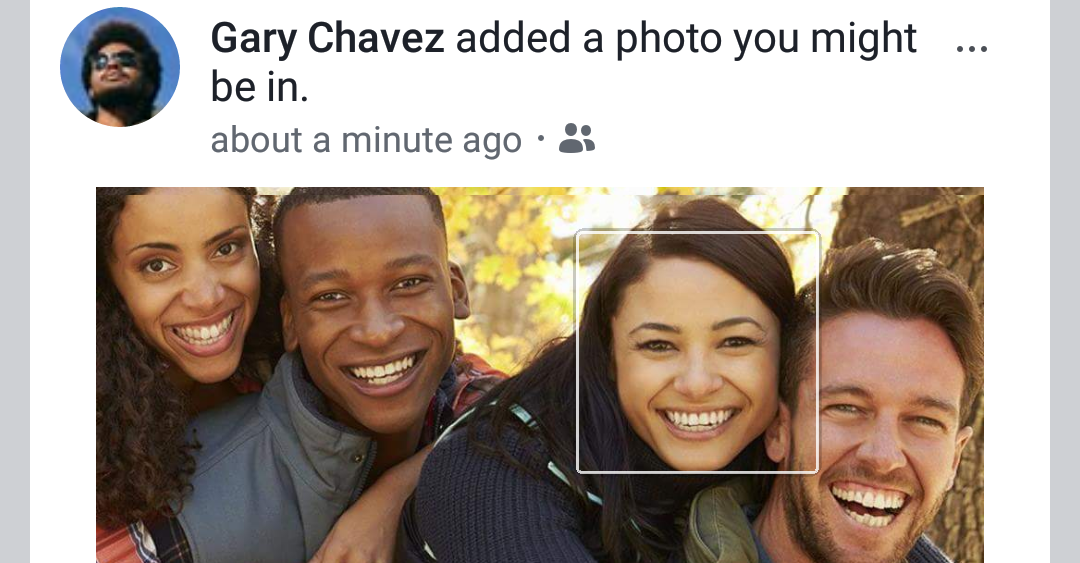 Gary Chavez added a photo you might ...
be in.
about a minute ago ·